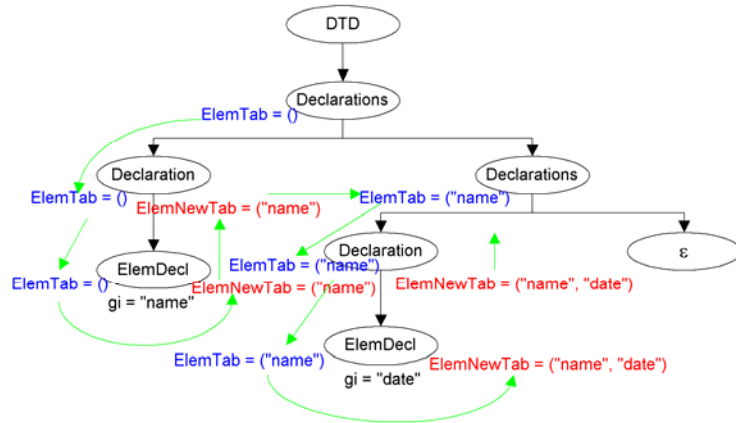 DTD
Declarations
ElemTab = ()
Declaration
Declarations
ElemTab = ()
ElemNewTab = ("name")
ElemTab = ("name")
Declaration
ε
ElemDecl
ElemTab = ("name")
ElemTab = ()
ElemNewTab = ("name")
ElemNewTab = ("name", "date")
gi = "name"
ElemDecl
ElemTab = ("name")
ElemNewTab = ("name", "date")
gi = "date"